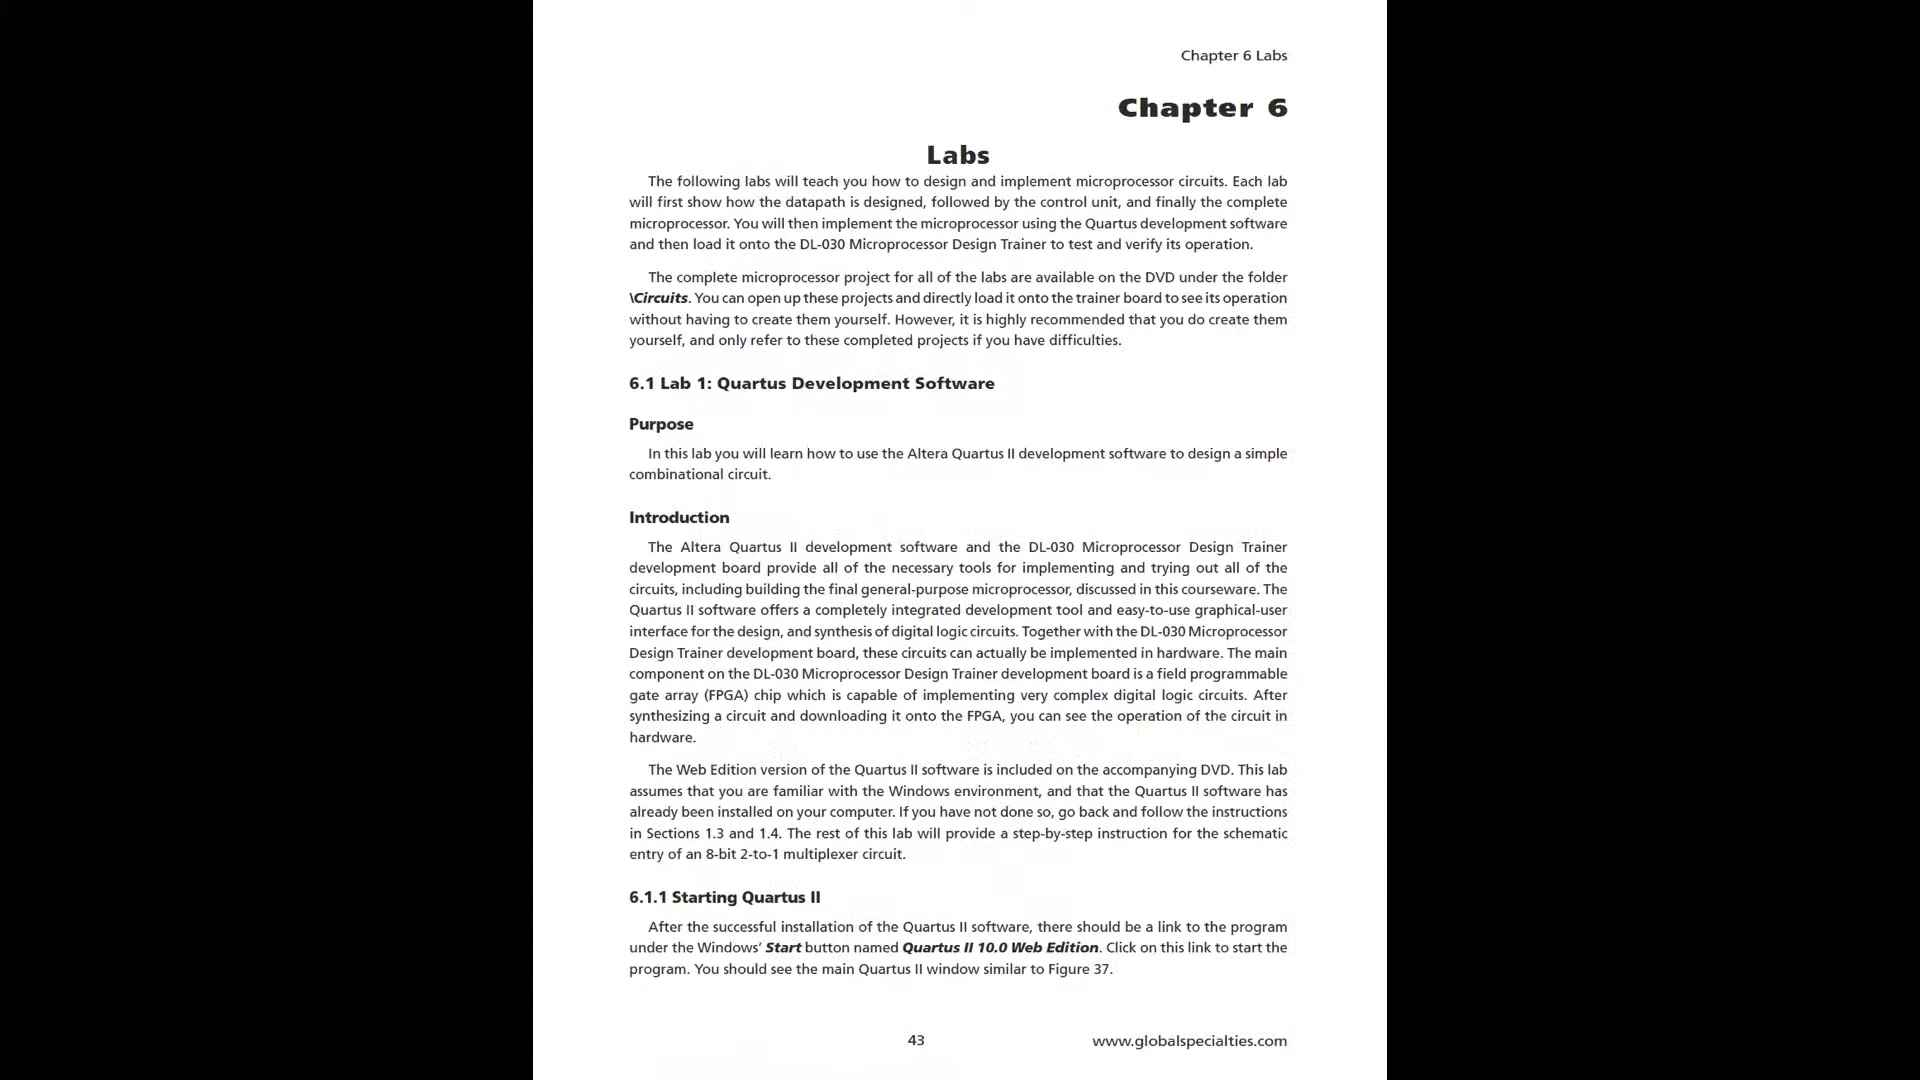 Chapter 6 Labs
Chapter 6
Labs
The following labs will teach you how to design and implement microprocessor circuits. Each lab
will first show how the datapath is designed, followed by the control unit, and finally the complete
microprocessor. You will then implement the microprocessor using the Quartus development software
and then load it onto the DL-030 Microprocessor Design Trainer to test and verify its operation.
The complete microprocessor project for all of the labs are available on the DVD under the folder
\Circuits. You can open up these projects and directly load it onto the trainer board to see its operation
without having to create them yourself. However, it is highly recommended that you do create them
yourself, and only refer to these completed projects if you have difficulties.
6.1 Lab 1: Quartus Development Software
Purpose
In this lab you will learn how to use the Altera Quartus II development software to design a simple
combinational circuit.
Introduction
The Altera Quartus II development software and the DL-030 Microprocessor Design Trainer
development board provide all of the necessary tools for implementing and trying out all of the
circuits, including building the final general-purpose microprocessor, discussed in this courseware. The
Quartus II software offers a completely integrated development tool and easy-to-use graphical-user
interface for the design, and synthesis of digital logic circuits. Together with the DL-030 Microprocessor
Design Trainer development board, these circuits can actually be implemented in hardware. The main
component on the DL-030 Microprocessor Design Trainer development board is a field programmable
gate array (FPGA) chip which is capable of implementing very complex digital logic circuits. After
synthesizing a circuit and downloading it onto the FPGA, you can see the operation of the circuit in
hardware.
The Web Edition version of the Quartus II software is included on the accompanying DVD. This lab
assumes that you are familiar with the Windows environment, and that the Quartus II software has
already been installed on your computer. If you have not done so, go back and follow the instructions
in Sections 1.3 and 1.4. The rest of this lab will provide a step-by-step instruction for the schematic
entry of an 8-bit 2-to-1 multiplexer circuit.
6.1.1 Starting Quartus II
After the successful installation of the Quartus II software, there should be a link to the program
under the Windows’ Start button named Quartus II 10.0 Web Edition. Click on this link to start the
program. You should see the main Quartus II window similar to Figure 37.
43
www.globalspecialties.com